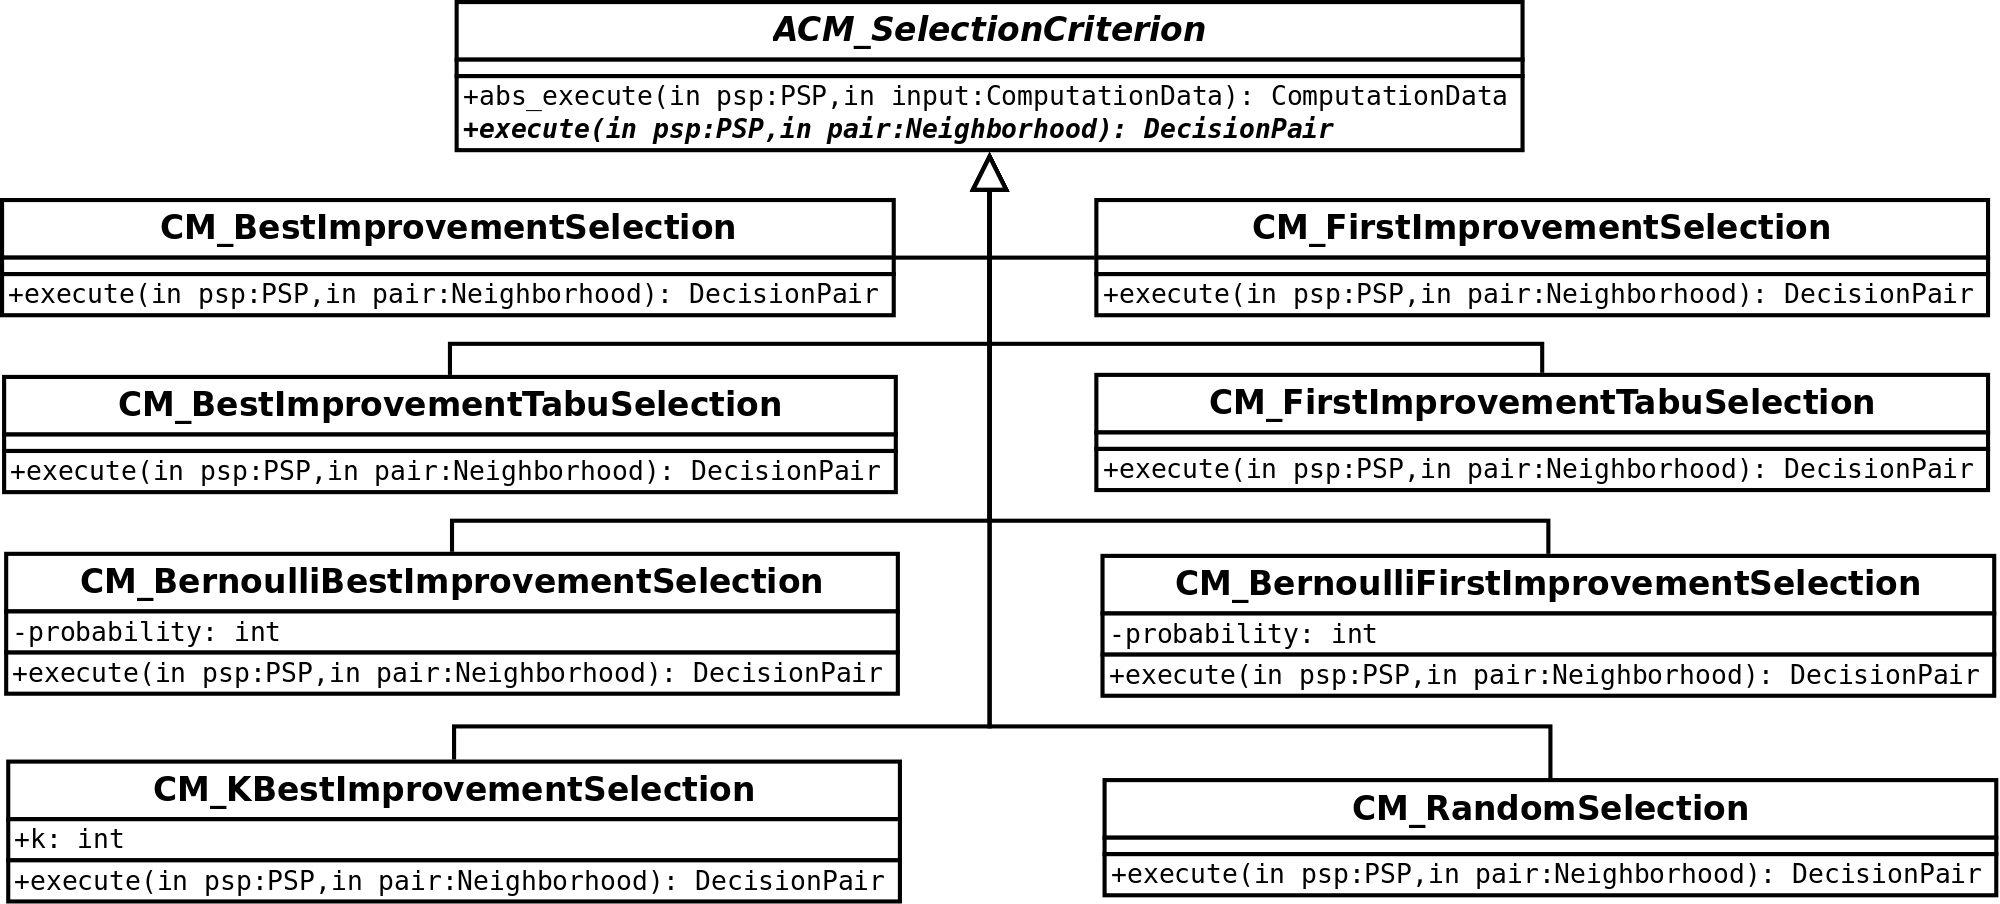 ACM_SelectionCriterion
+abs_execute(in psp:PSP,in input:ComputationData): ComputationData
+execute(in psp:PSP,in pair:Neighborhood): DecisionPair
CM_BestImprovementSelection
+execute(in psp:PSP,in pair:Neighborhood): DecisionPair
CM_FirstImprovementSelection
+execute(in psp:PSP,in pair:Neighborhood): DecisionPair
CM_BestImprovementTabuSelection
+execute(in psp:PSP,in pair:Neighborhood): DecisionPair
CM_FirstImprovementTabuSelection
+execute(in psp:PSP,in pair:Neighborhood): DecisionPair
CM_BernoulliBestImprovementSelection
-probability: int
+execute(in psp:PSP,in pair:Neighborhood): DecisionPair
CM_BernoulliFirstImprovementSelection
-probability: int
+execute(in psp:PSP,in pair:Neighborhood): DecisionPair
CM_KBestImprovementSelection
+k: int
+execute(in psp:PSP,in pair:Neighborhood): DecisionPair
CM_RandomSelection
+execute(in psp:PSP,in pair:Neighborhood): DecisionPair